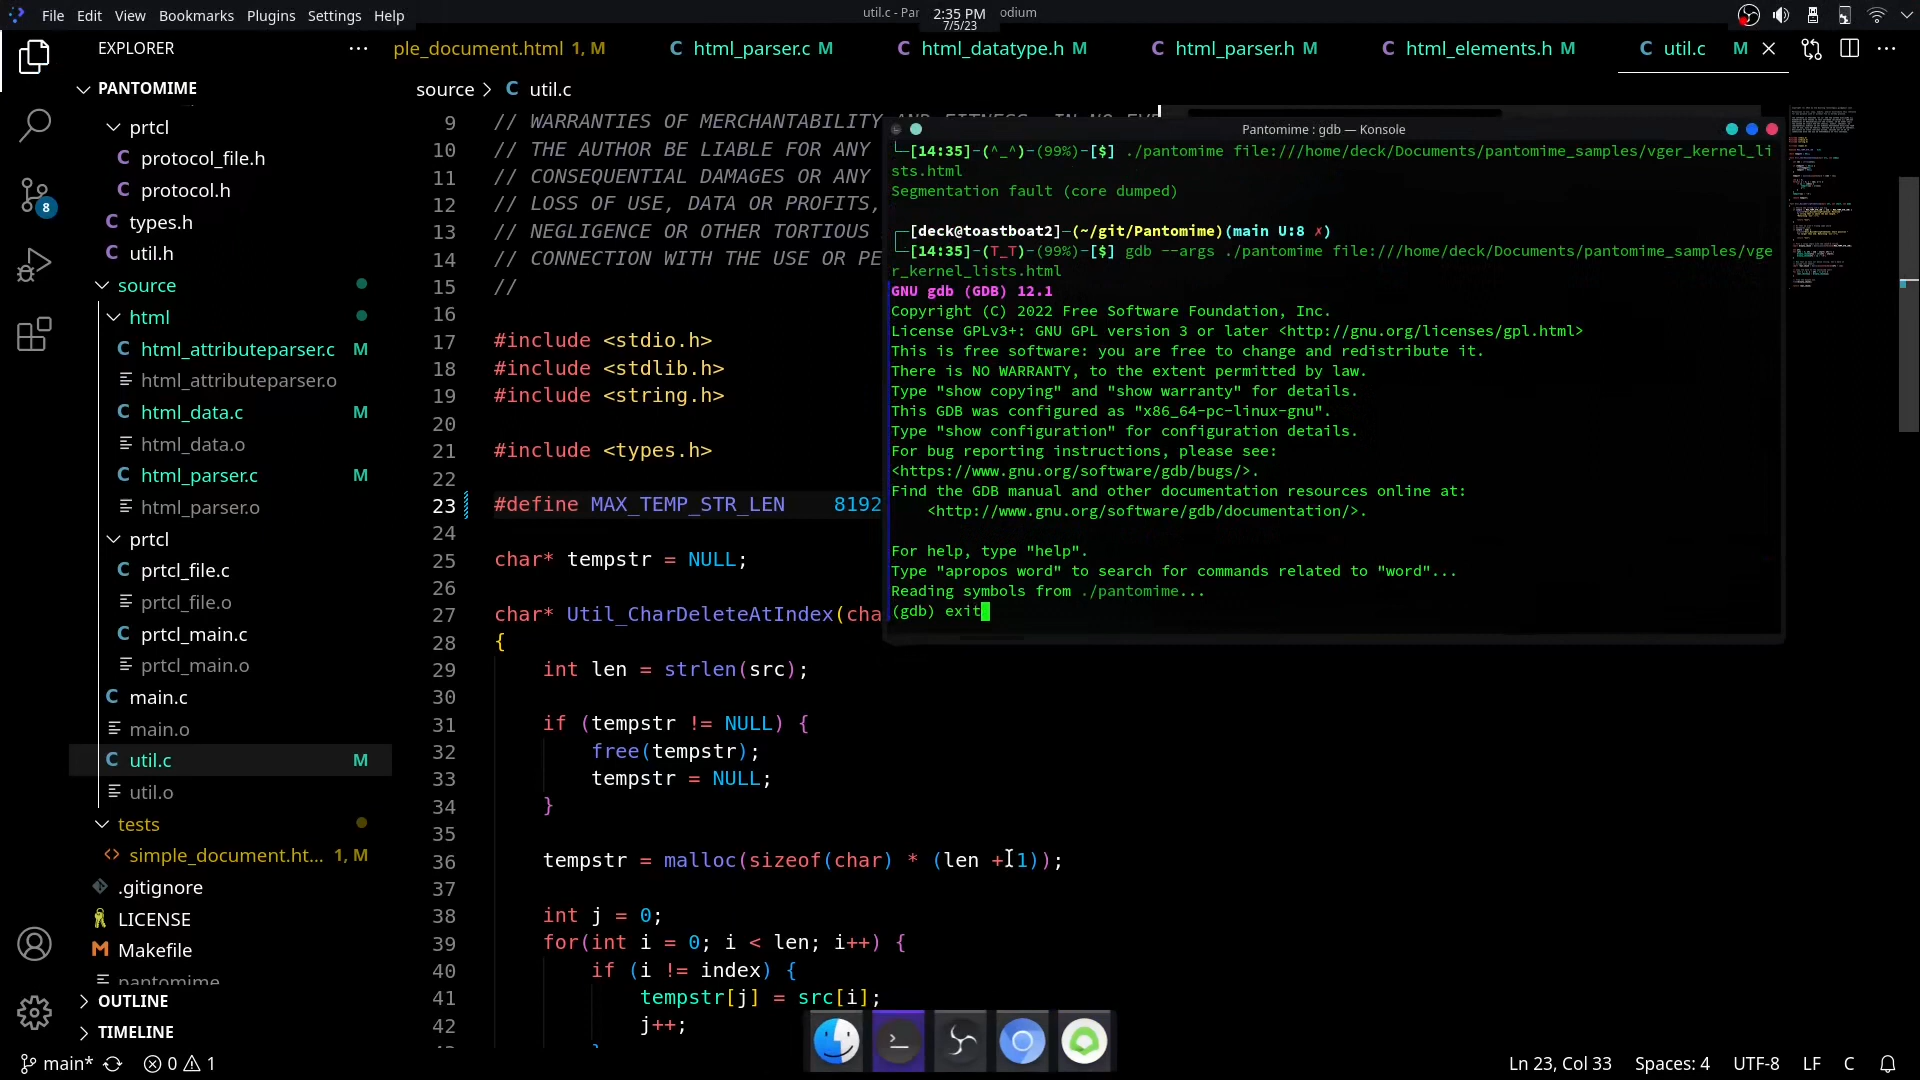 File Edit View Bookmarks Plugins Settings Help
util.c - Par
2:35 PM
odium
7/5/23
EXPLORER
ple_document.html 1, M
html_parser.c M
html_datatype.h M
html_parser.h M
html_elements.h M
util.c M
PANTOMIME
source > C util.c
prtcl
protocol_file.h
protocol.h
types.h
util.h
source
html
html_attributeparser.c M
html_attributeparser.o
html_data.c M
html_data.o
html_parser.c M
html_parser.o
prtcl
prtcl_file.c
prtcl_file.o
prtcl_main.c
prtcl_main.o
main.c
main.o
util.c M
util.o
tests
simple_document.ht... 1, M
.gitignore
LICENSE
Makefile
pantomime
OUTLINE
TIMELINE
9 // WARRANTIES OF MERCHANTABILITY AND FITNESS. IN NO EVE
10 // THE AUTHOR BE LIABLE FOR ANY
11 // CONSEQUENTIAL DAMAGES OR ANY
12 // LOSS OF USE, DATA OR PROFITS,
13 // NEGLIGENCE OR OTHER TORTIOUS
14 // CONNECTION WITH THE USE OR PE
15 //
16
17 #include <stdio.h>
18 #include <stdlib.h>
19 #include <string.h>
20
21 #include <types.h>
22
23 #define MAX_TEMP_STR_LEN 8192
24
25 char* tempstr = NULL;
26
27 char* Util_CharDeleteAtIndex(cha
28 {
29 int len = strlen(src);
30
31 if (tempstr != NULL) {
32 free(tempstr);
33 tempstr = NULL;
34 }
35
36 tempstr = malloc(sizeof(char) * (len + 1));
37
38 int j = 0;
39 for(int i = 0; i < len; i++) {
40 if (i != index) {
41 tempstr[j] = src[i];
42 j++;
Pantomime : gdb — Konsole
└─[14:35]-(^_^)-(99%)-[$] ./pantomime file:///home/deck/Documents/pantomime_samples/vger_kernel_li
sts.html
Segmentation fault (core dumped)
┌─[deck@toastboat2]-(~/git/Pantomime)(main U:8 ✗)
└─[14:35]-(T_T)-(99%)-[$] gdb --args ./pantomime file:///home/deck/Documents/pantomime_samples/vge
r_kernel_lists.html
GNU gdb (GDB) 12.1
Copyright (C) 2022 Free Software Foundation, Inc.
License GPLv3+: GNU GPL version 3 or later <http://gnu.org/licenses/gpl.html>
This is free software: you are free to change and redistribute it.
There is NO WARRANTY, to the extent permitted by law.
Type "show copying" and "show warranty" for details.
This GDB was configured as "x86_64-pc-linux-gnu".
Type "show configuration" for configuration details.
For bug reporting instructions, please see:
<https://www.gnu.org/software/gdb/bugs/>.
Find the GDB manual and other documentation resources online at:
<http://www.gnu.org/software/gdb/documentation/>.
For help, type "help".
Type "apropos word" to search for commands related to "word"...
Reading symbols from ./pantomime...
(gdb) exit
8
main* 0 1
Ln 23, Col 33 Spaces: 4 UTF-8 LF C